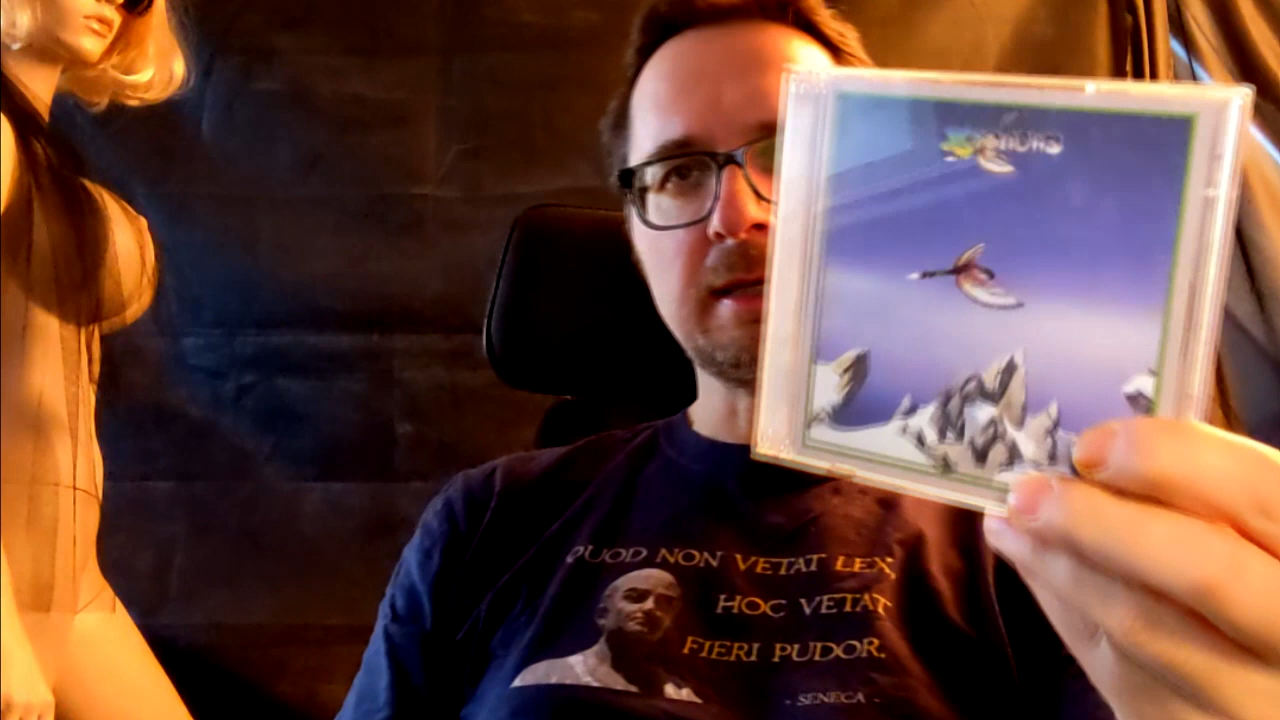 QUOD NON VETAT LEX,
HOC VETAT
FIERI PUDOR.
- SENECA -